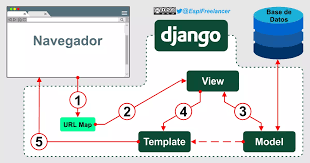 @EspiFreelancer
Navegador
django
Base de
Datos
View
1
2
4
3
5
URL Map
Template
Model